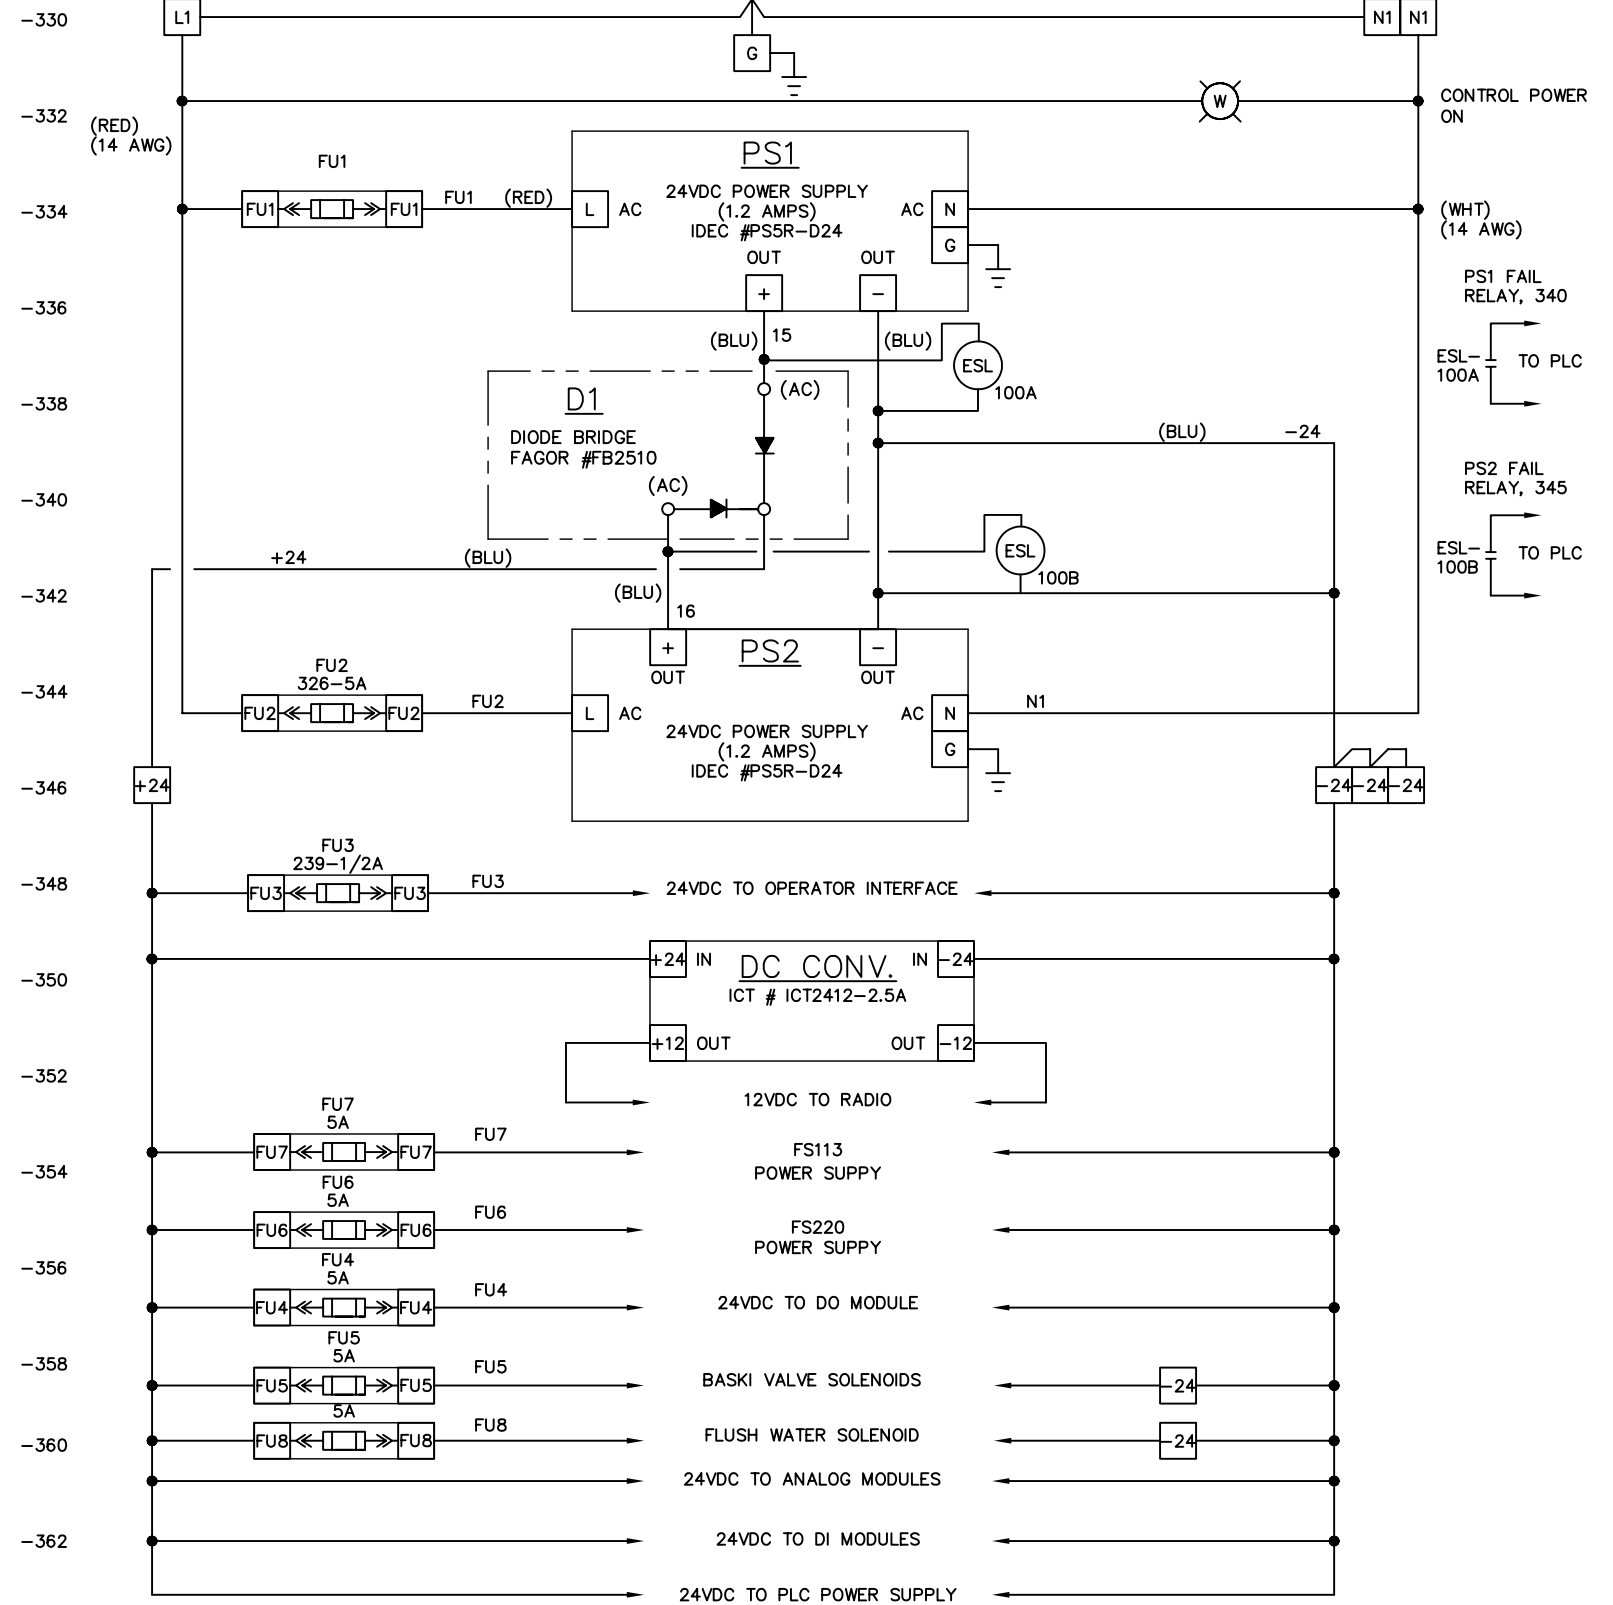 -330
L1
N1 N1
G
W
CONTROL POWER
ON
-332
(RED)
(14 AWG)
FU1
PS1
24VDC POWER SUPPLY
(1.2 AMPS)
IDEC #PS5R-D24
-334
FU1 FU1
FU1 (RED)
L AC
AC N
G
(WHT)
(14 AWG)
OUT OUT
+ -
PS1 FAIL
RELAY, 340
-336
(BLU) 15
(BLU)
ESL
100A
ESL-
100A
TO PLC
-338
(AC)
D1
DIODE BRIDGE
FAGOR #FB2510
(BLU) -24
PS2 FAIL
RELAY, 345
-340
(AC)
+24 (BLU)
ESL
100B
ESL-
100B
TO PLC
-342
(BLU)
16
+ -
OUT OUT
PS2
-344
FU2
326-5A
FU2 FU2
FU2
L AC
AC N
G
N1
24VDC POWER SUPPLY
(1.2 AMPS)
IDEC #PS5R-D24
-346
+24
-24 -24 -24
-348
FU3
239-1/2A
FU3 FU3
FU3
24VDC TO OPERATOR INTERFACE
-350
+24 IN
DC CONV.
IN -24
ICT # ICT2412-2.5A
+12 OUT
OUT -12
-352
12VDC TO RADIO
FU7
5A
FU7 FU7
FU7
FS113
POWER SUPPY
-354
FU6
5A
FU6 FU6
FU6
FS220
POWER SUPPY
-356
FU4
5A
FU4 FU4
FU4
24VDC TO DO MODULE
-358
FU5
5A
FU5 FU5
FU5
BASKI VALVE SOLENOIDS
-24
5A
-360
FU8 FU8
FU8
FLUSH WATER SOLENOID
-24
24VDC TO ANALOG MODULES
-362
24VDC TO DI MODULES
24VDC TO PLC POWER SUPPLY